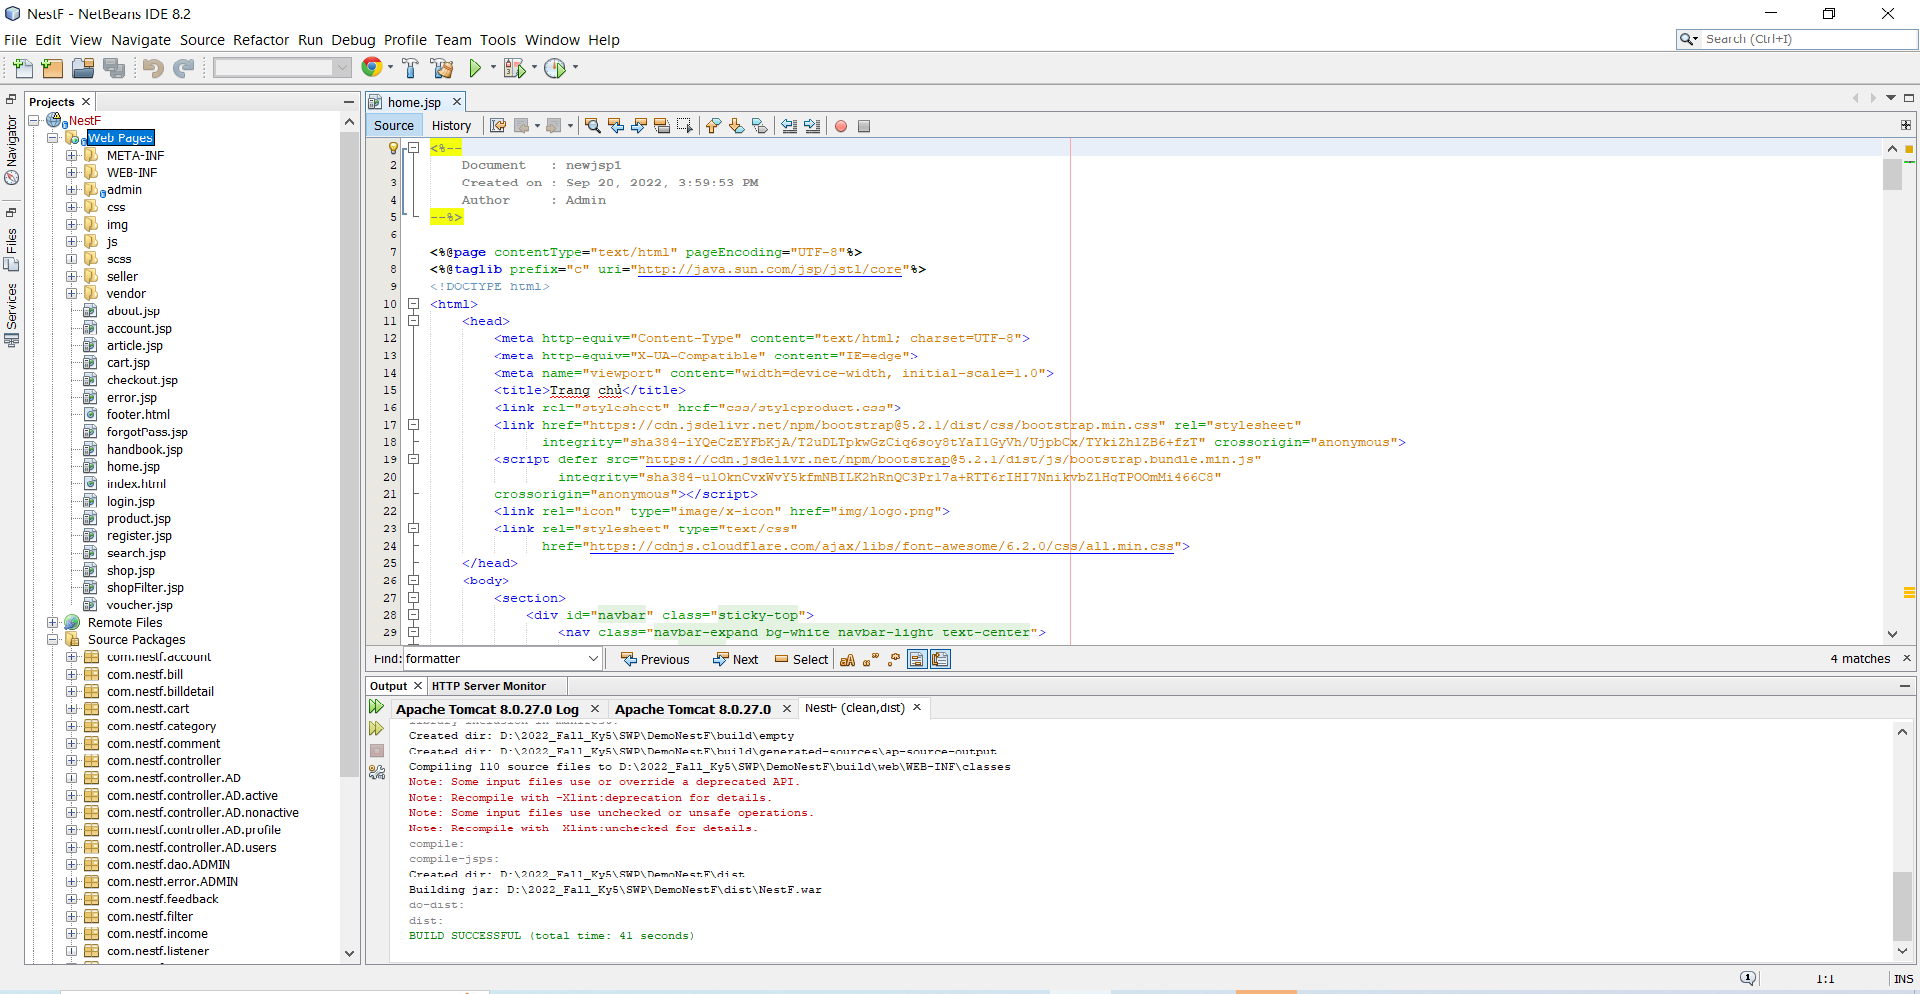 NestF - NetBeans IDE 8.2
File Edit View Navigate Source Refactor Run Debug Profile Team Tools Window Help
Search (Ctrl+I)
Navigator
Files
Services
Projects
NestF
Web Pages
META-INF
WEB-INF
admin
css
img
js
scss
seller
vendor
about.jsp
account.jsp
article.jsp
cart.jsp
checkout.jsp
error.jsp
footer.html
forgotPass.jsp
handbook.jsp
home.jsp
index.html
login.jsp
product.jsp
register.jsp
search.jsp
shop.jsp
shopFilter.jsp
voucher.jsp
Remote Files
Source Packages
com.nestf.account
com.nestf.bill
com.nestf.billdetail
com.nestf.cart
com.nestf.category
com.nestf.comment
com.nestf.controller
com.nestf.controller.AD
com.nestf.controller.AD.active
com.nestf.controller.AD.nonactive
com.nestf.controller.AD.profile
com.nestf.controller.AD.users
com.nestf.dao.ADMIN
com.nestf.error.ADMIN
com.nestf.feedback
com.nestf.filter
com.nestf.income
com.nestf.listener
home.jsp
Source History
<%--
2 Document : newjsp1
3 Created on : Sep 20, 2022, 3:59:53 PM
4 Author : Admin
5 --%>
6
7 <%@page contentType="text/html" pageEncoding="UTF-8"%>
8 <%@taglib prefix="c" uri="http://java.sun.com/jsp/jstl/core"%>
9 <!DOCTYPE html>
10 <html>
11 <head>
12 <meta http-equiv="Content-Type" content="text/html; charset=UTF-8">
13 <meta http-equiv="X-UA-Compatible" content="IE=edge">
14 <meta name="viewport" content="width=device-width, initial-scale=1.0">
15 <title>Trang chủ</title>
16 <link rel="stylesheet" href="css/styleproduct.css">
17 <link href="https://cdn.jsdelivr.net/npm/bootstrap@5.2.1/dist/css/bootstrap.min.css" rel="stylesheet"
18 integrity="sha384-iYQeCzEYFbKjA/T2uDLTpkwGzCiq6soy8tYaI1GyVh/UjpbCx/TYkiZhlZB6+fzT" crossorigin="anonymous">
19 <script defer src="https://cdn.jsdelivr.net/npm/bootstrap@5.2.1/dist/js/bootstrap.bundle.min.js"
20 integrity="sha384-u1OknCvxWvY5kfmNBILK2hRnQC3Pr17a+RTT6rIHI7NnikvbZlHgTPOOmMi466C8"
21 crossorigin="anonymous"></script>
22 <link rel="icon" type="image/x-icon" href="img/logo.png">
23 <link rel="stylesheet" type="text/css"
24 href="https://cdnjs.cloudflare.com/ajax/libs/font-awesome/6.2.0/css/all.min.css">
25 </head>
26 <body>
27 <section>
28 <div id="navbar" class="sticky-top">
29 <nav class="navbar-expand bg-white navbar-light text-center">
Find: formatter Previous Next Select 4 matches
Output HTTP Server Monitor
Apache Tomcat 8.0.27.0 Log Apache Tomcat 8.0.27.0 NestF (clean,dist)
Created dir: D:\2022_Fall_Ky5\SWP\DemoNestF\build\empty
Created dir: D:\2022_Fall_Ky5\SWP\DemoNestF\build\generated-sources\ap-source-output
Compiling 110 source files to D:\2022_Fall_Ky5\SWP\DemoNestF\build\web\WEB-INF\classes
Note: Some input files use or override a deprecated API.
Note: Recompile with -Xlint:deprecation for details.
Note: Some input files use unchecked or unsafe operations.
Note: Recompile with -Xlint:unchecked for details.
compile:
compile-jsps:
Created dir: D:\2022_Fall_Ky5\SWP\DemoNestF\dist
Building jar: D:\2022_Fall_Ky5\SWP\DemoNestF\dist\NestF.war
do-dist:
dist:
BUILD SUCCESSFUL (total time: 41 seconds)
1:1 INS